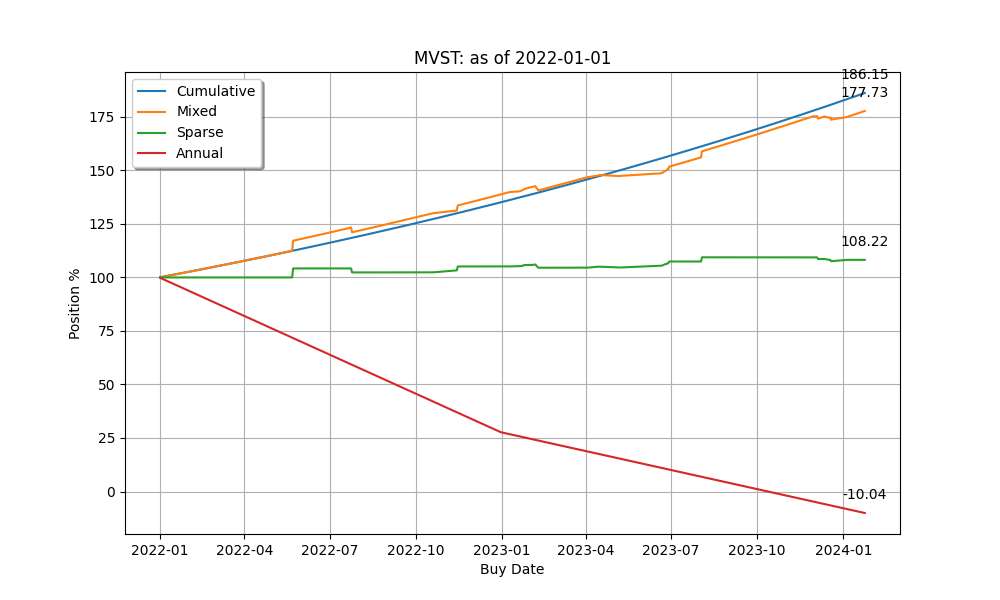 MVST: as of 2022-01-01
Cumulative
Mixed
Sparse
Annual
186.15
177.73
108.22
-10.04
Position %
175
150
125
100
75
50
25
0
2022-01 2022-04 2022-07 2022-10 2023-01 2023-04 2023-07 2023-10 2024-01
Buy Date